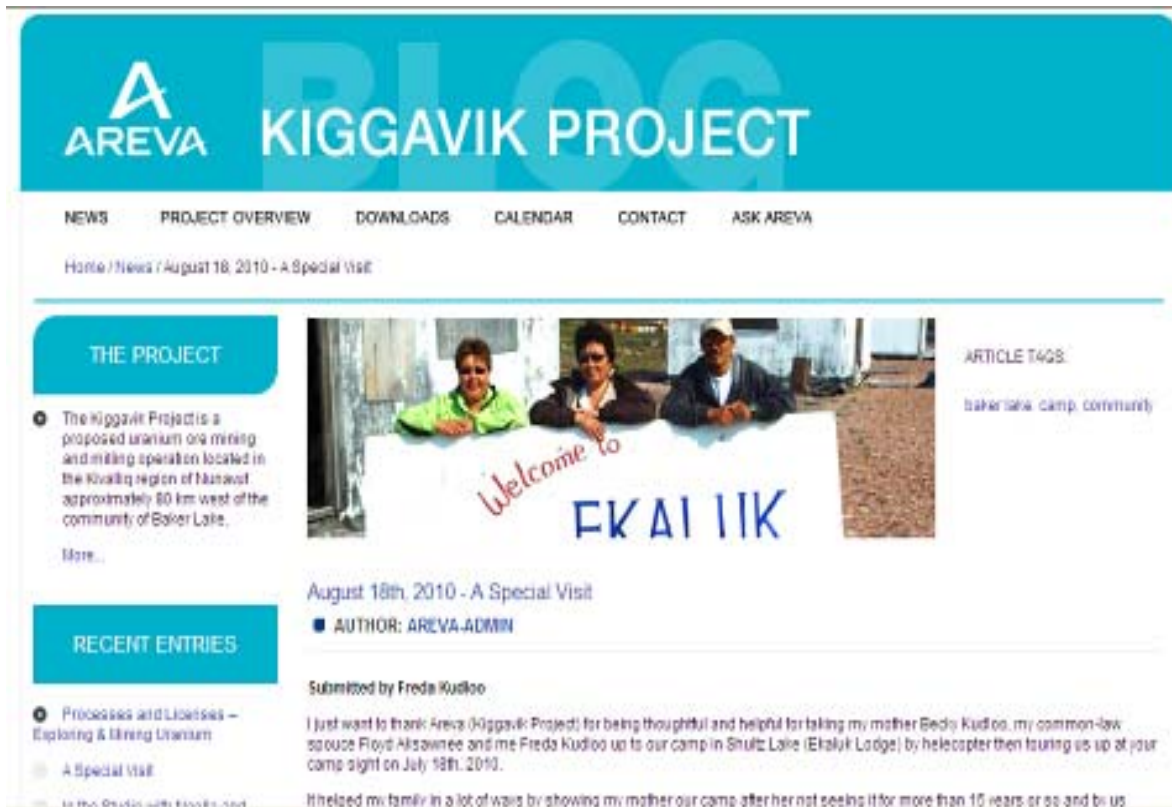 BLOG
AREVA
KIGGAVIK PROJECT
NEWS PROJECT OVERVIEW DOWNLOADS CALENDAR CONTACT ASK AREVA
Home / News / August 18, 2010 - A Special Visit
THE PROJECT
The Kiggavik Project is a
proposed uranium ore mining
and milling operation located in
the Kivalliq region of Nunavut
approximately 80 km west of the
community of Baker Lake.
More...
RECENT ENTRIES
Processes and Licenses –
Exploring & Mining Uranium
A Special Visit
In the Studio with Nooks and
Welcome to
EKALUK
ARTICLE TAGS:
baker lake, camp, community
August 18th, 2010 - A Special Visit
AUTHOR: AREVA-ADMIN
Submitted by Freda Kudloo
I just want to thank Areva (Kiggavik Project) for being thoughtful and helpful for taking my mother Becky Kudloo, my common-law
spouse Floyd Aksawnee and me Freda Kudloo up to our camp in Shultz Lake (Ekaluk Lodge) by helecopter then touring us up at your
camp sight on July 18th, 2010.
It helped my family in a lot of ways by showing my mother our camp after her not seeing it for more than 15 years or so and by us